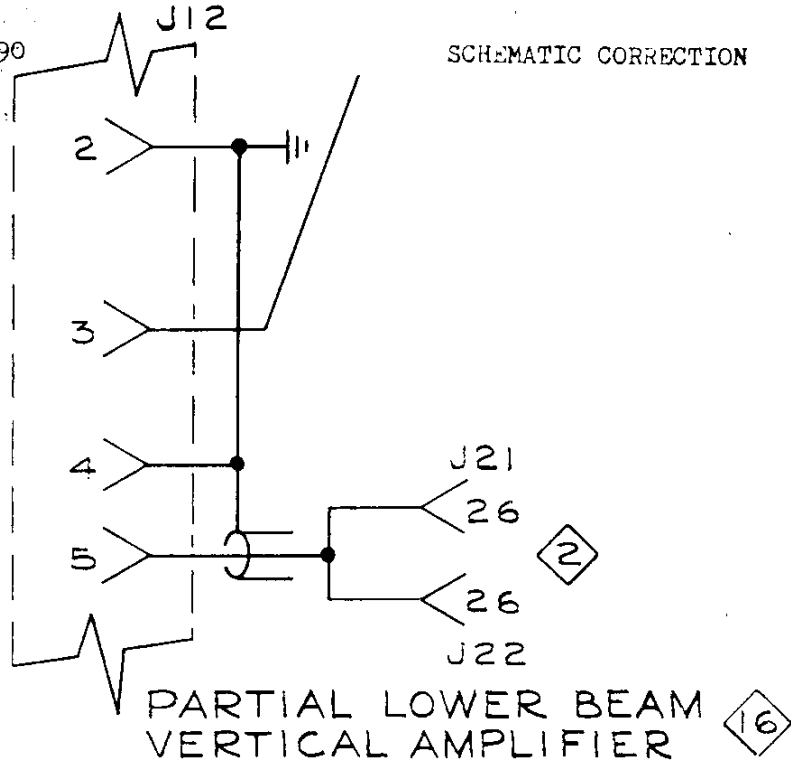 J12
90
SCHEMATIC CORRECTION
2
3
4
5
J21
26
2
26
J22
PARTIAL LOWER BEAM
VERTICAL AMPLIFIER
16